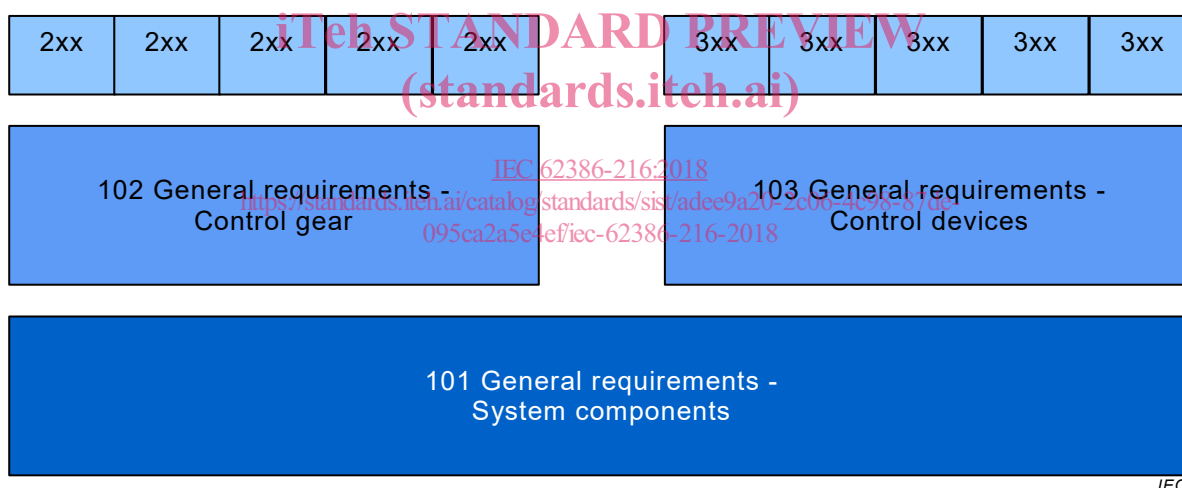 2xx 2xx 2xx 2xx 2xx 3xx 3xx 3xx 3xx 3xx
iTeh STANDARD PREVIEW
(standards.iteh.ai)
IEC 62386-216:2018
102 General requirements -
Control gear
103 General requirements -
Control devices
https://standards.iteh.ai/catalog/standards/sist/adee9a20-2c06-4c98-87de-
095ca2a5e4ef/iec-62386-216-2018
101 General requirements -
System components
IEC